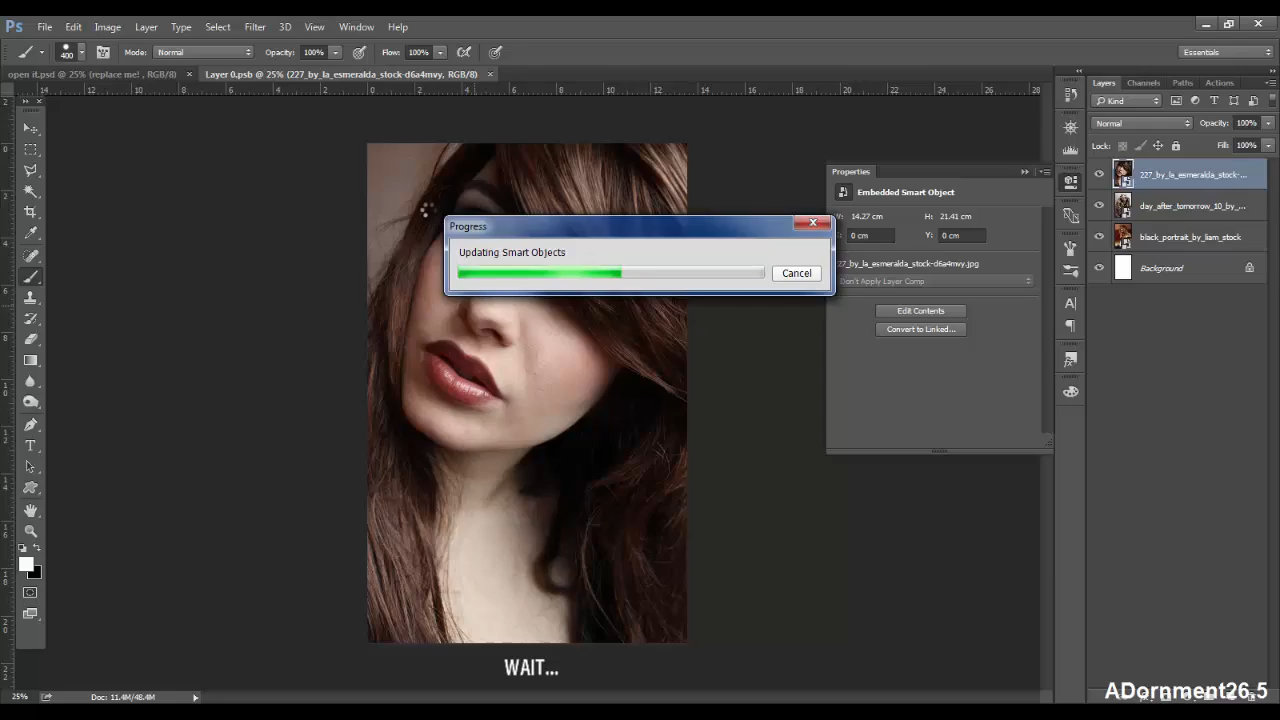 Ps File Edit Image Layer Type Select Filter 3D View Window Help
400 Mode: Normal Opacity: 100% Flow: 100% Essentials
open it.psd @ 25% (replace me! , RGB/8) × Layer 0.psb @ 25% (227_by_la_esmeralda_stock-d6a4mvy, RGB/8) ×
Layers Channels Paths Actions
Kind
Normal Opacity: 100%
Lock: Fill: 100%
227_by_la_esmeralda_stock-...
day_after_tomorrow_10_by_...
black_portrait_by_liam_stock
Background
Properties
Embedded Smart Object
14.27 cm H: 21.41 cm
0 cm Y: 0 cm
27_by_la_esmeralda_stock-d6a4mvy.jpg
Don't Apply Layer Comp
Edit Contents
Convert to Linked...
Progress
Updating Smart Objects
Cancel
WAIT...
25% Doc: 11.4M/48.4M
ADornment26.5